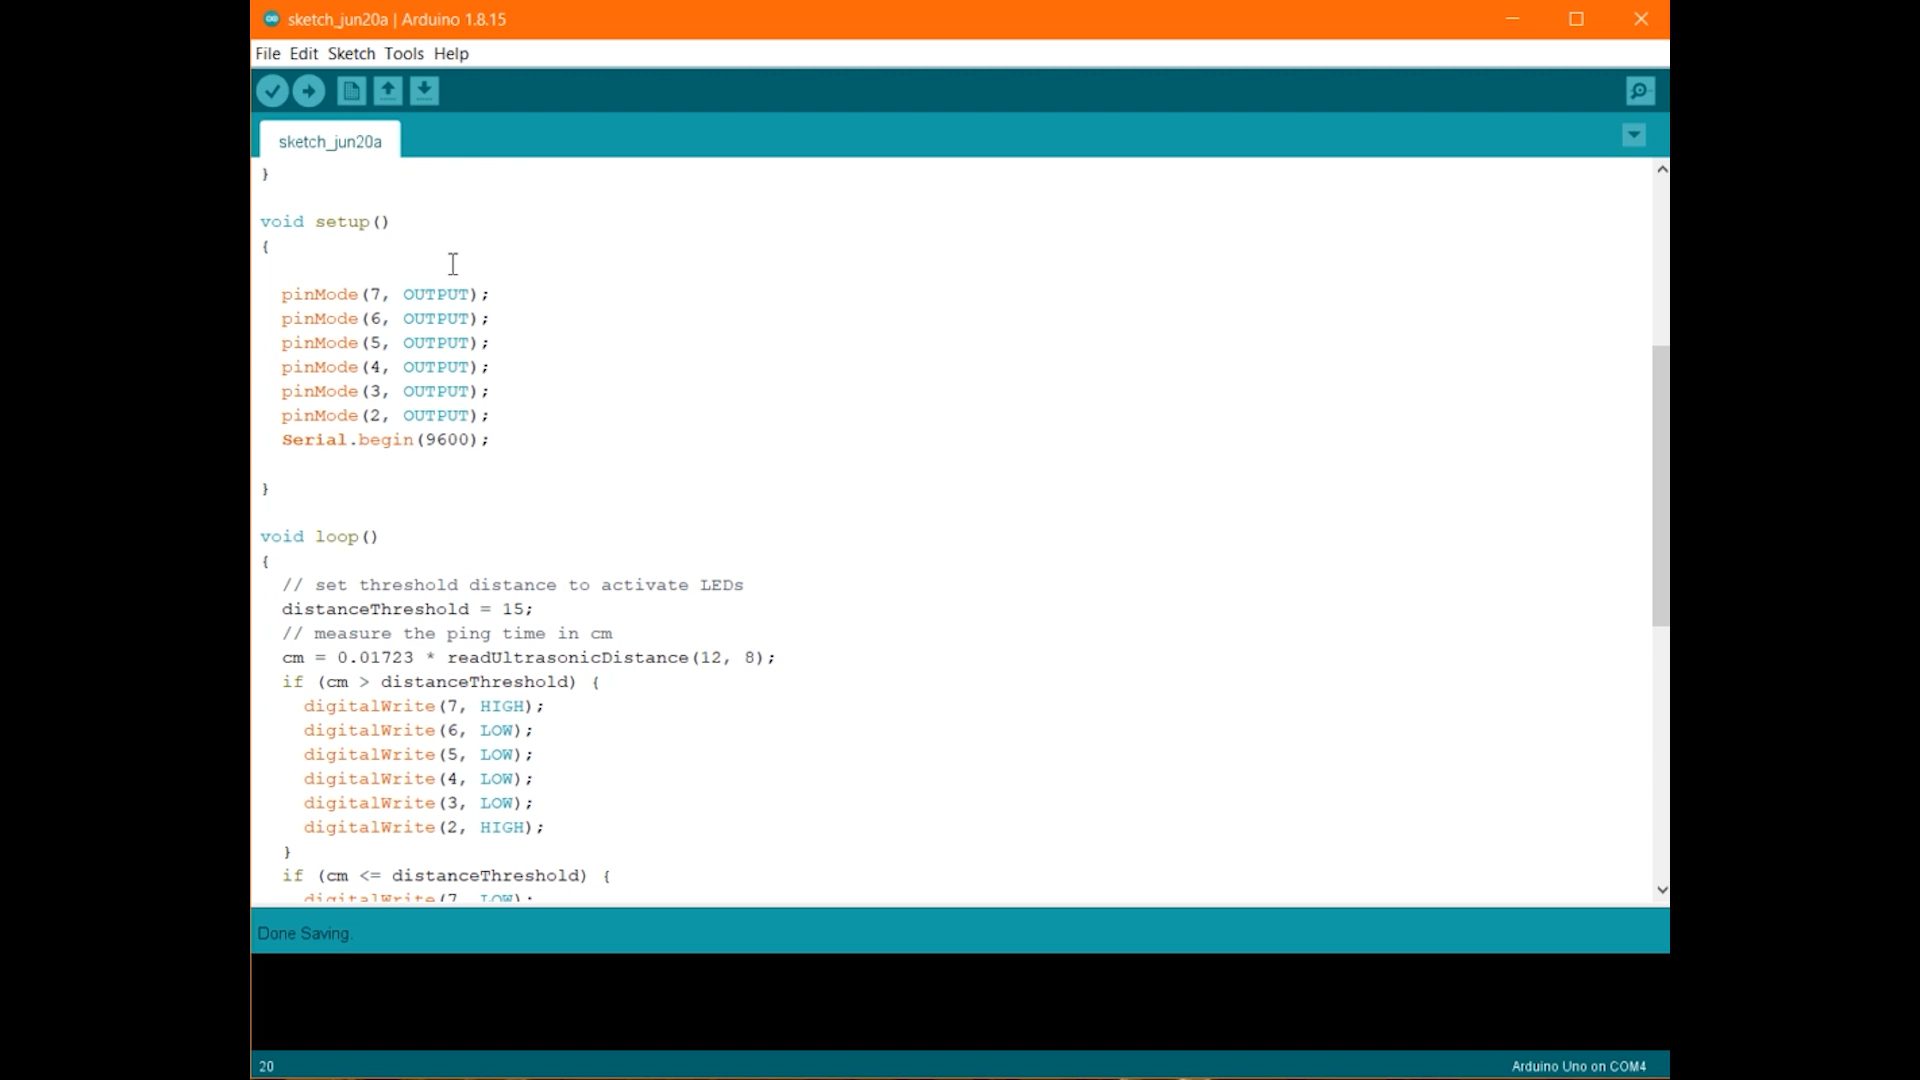 sketch_jun20a | Arduino 1.8.15
File Edit Sketch Tools Help
sketch_jun20a
}
void setup()
{
pinMode(7, OUTPUT);
pinMode(6, OUTPUT);
pinMode(5, OUTPUT);
pinMode(4, OUTPUT);
pinMode(3, OUTPUT);
pinMode(2, OUTPUT);
Serial.begin(9600);
}
void loop()
{
// set threshold distance to activate LEDs
distanceThreshold = 15;
// measure the ping time in cm
cm = 0.01723 * readUltrasonicDistance(12, 8);
if (cm > distanceThreshold) {
digitalWrite(7, HIGH);
digitalWrite(6, LOW);
digitalWrite(5, LOW);
digitalWrite(4, LOW);
digitalWrite(3, LOW);
digitalWrite(2, HIGH);
}
if (cm <= distanceThreshold) {
digitalWrite(7, LOW);
Done Saving.
20
Arduino Uno on COM4